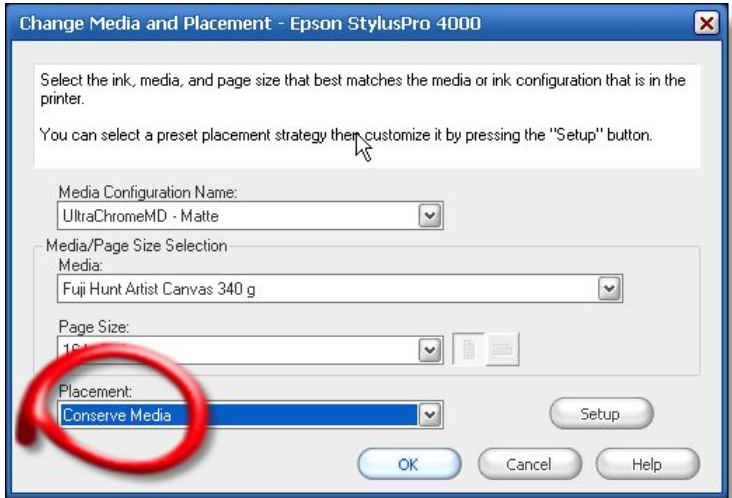 Change Media and Placement - Epson StylusPro 4000
Select the ink, media, and page size that best matches the media or ink configuration that is in the
printer.
You can select a preset placement strategy then customize it by pressing the "Setup" button.
Media Configuration Name:
UltraChromeMD - Matte
Media/Page Size Selection
Media:
Fuji Hunt Artist Canvas 340 g
Page Size:
Placement:
Conserve Media
Setup
OK
Cancel
Help